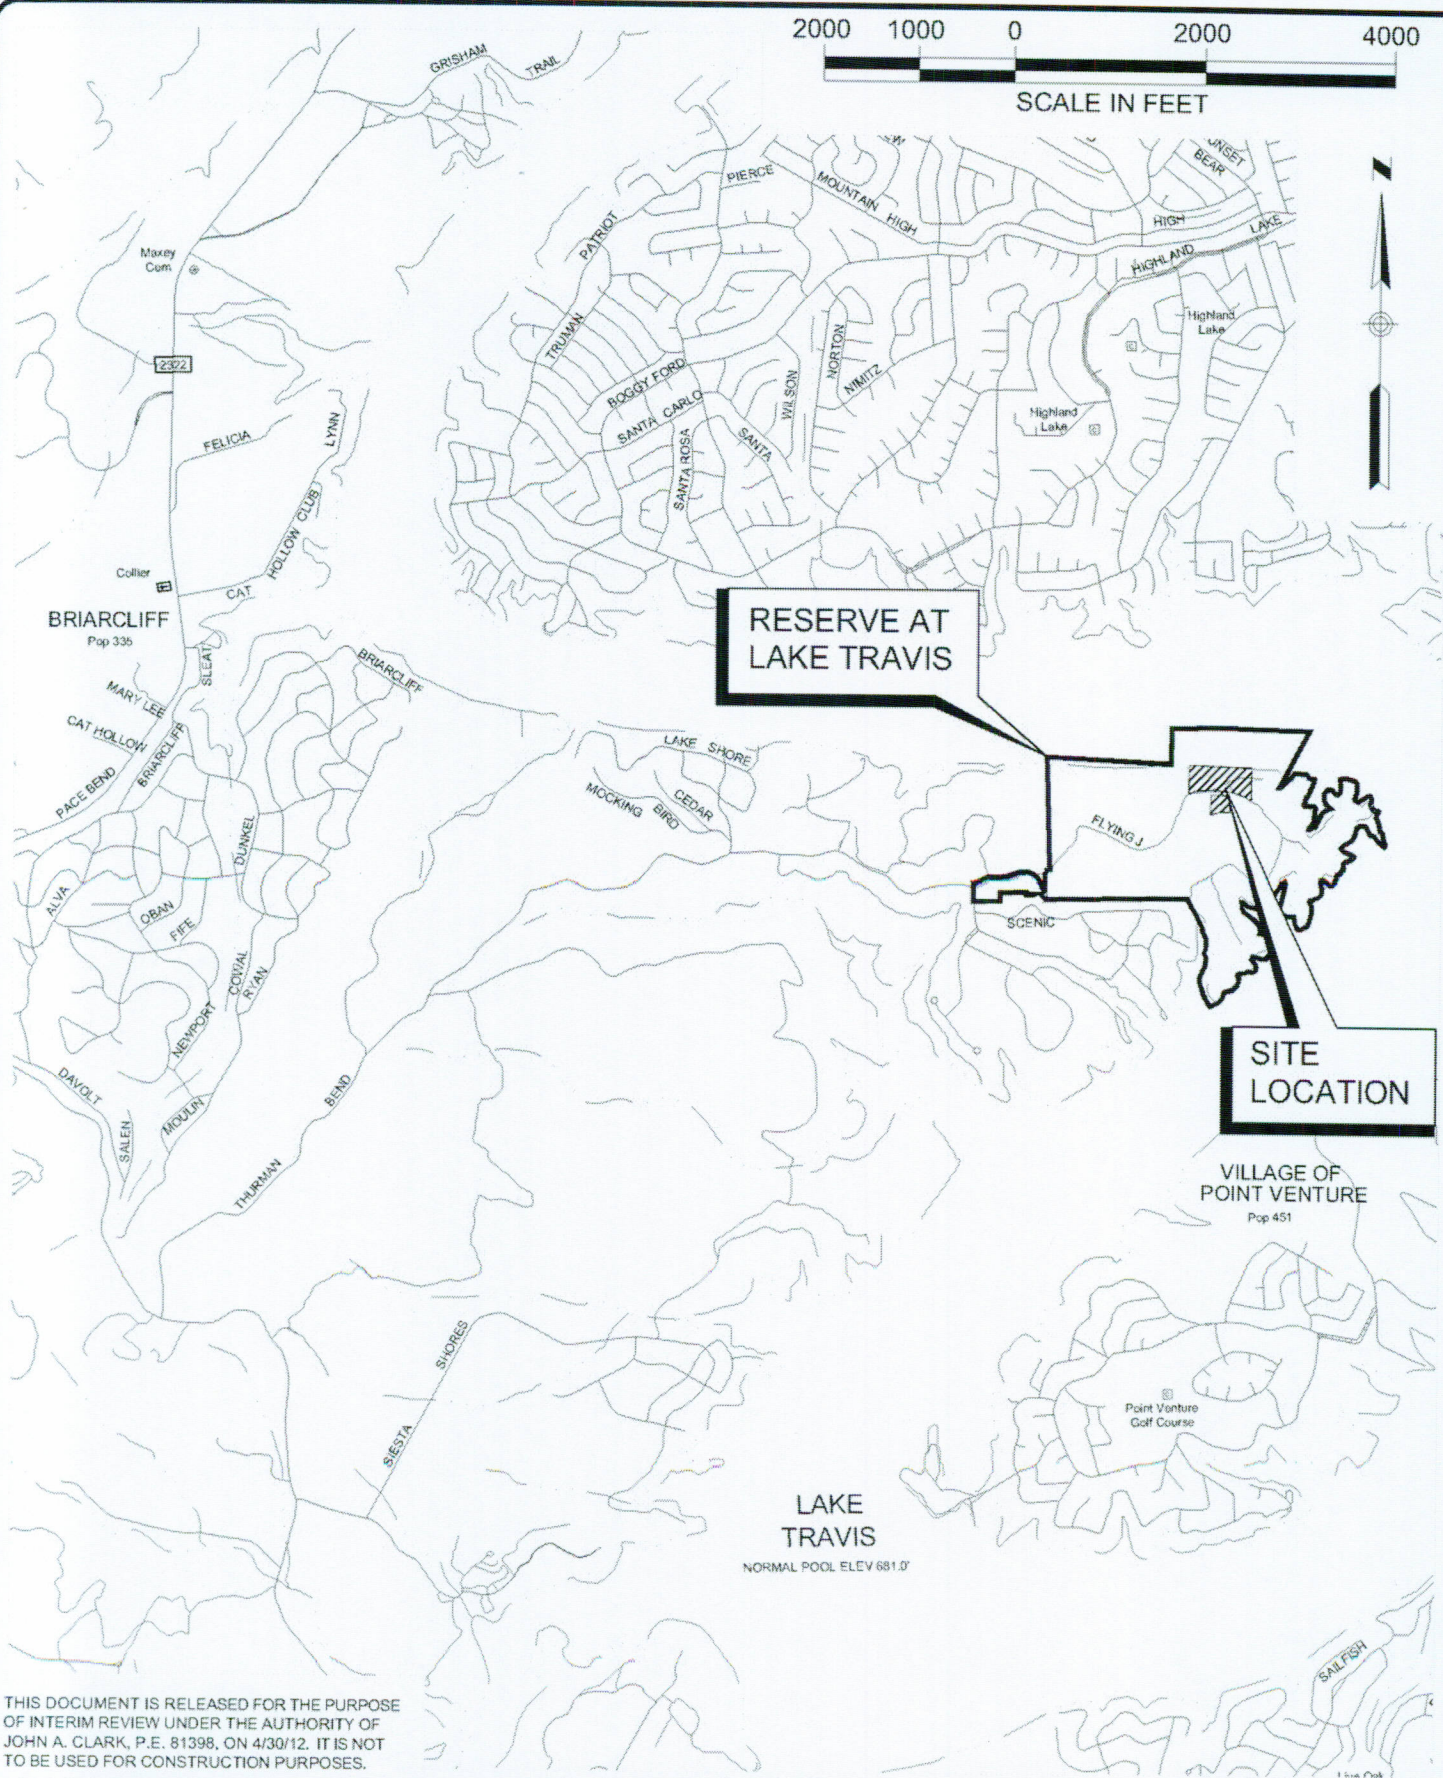 2000 1000 0 2000 4000
SCALE IN FEET
GRISHAM TRAIL
N
PIERCE
MOUNTAIN HIGH
BEAR
HIGH
LAKE
HIGHLAND
PATRIOT
Maxey
Cem
TRUMAN
Highland
Lake
2322
NORTON
NIMITZ
BOGGY FORD
WILSON
SANTA CARLO
Highland
Lake
LYNN
FELICIA
SANTA
SANTA ROSA
HOLLOW CLUB
Collier
CAT
BRIARCLIFF
Pop 335
RESERVE AT
LAKE TRAVIS
SLEAT
BRIARCLIFF
MARY LEE
CAT HOLLOW
BRIARCLIFF
LAKE SHORE
PACE BEND
MOCKING BIRD
CEDAR
FLYING J
DUNKEL
ALVA
OBAN
FIFE
SCENIC
COWAL
RYAN
NEWPORT
SITE
LOCATION
DAVOLT
BEND
MOULIN
SALEN
THURMAN
VILLAGE OF
POINT VENTURE
Pop 451
SHORES
SIESTA
Point Venture
Golf Course
LAKE
TRAVIS
NORMAL POOL ELEV 681.0'
SAILFISH
THIS DOCUMENT IS RELEASED FOR THE PURPOSE
OF INTERIM REVIEW UNDER THE AUTHORITY OF
JOHN A. CLARK, P.E. 81398, ON 4/30/12. IT IS NOT
TO BE USED FOR CONSTRUCTION PURPOSES.